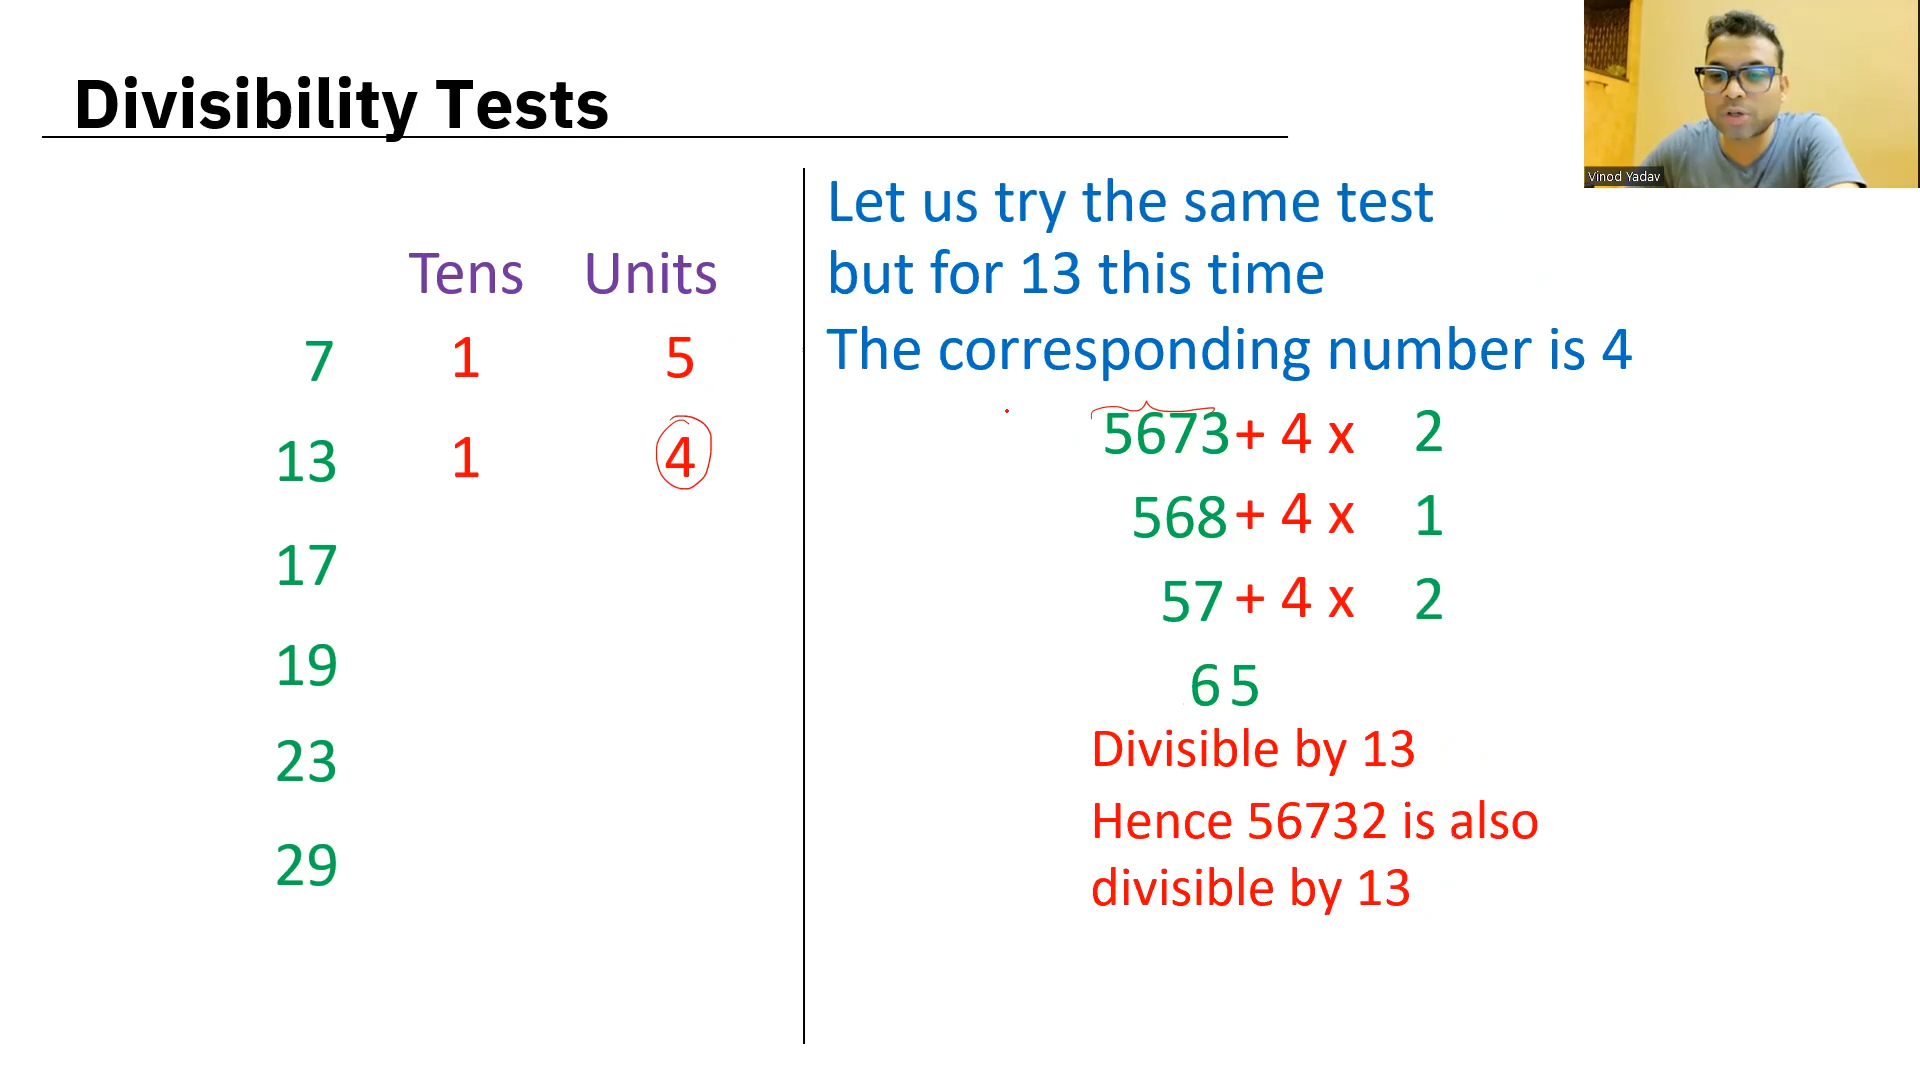 Divisibility Tests
Vinod Yadav
Tens Units
7 1 5
13 1 4
17
19
23
29
Let us try the same test
but for 13 this time
The corresponding number is 4
5673 + 4 x 2
568 + 4 x 1
57 + 4 x 2
65
Divisible by 13
Hence 56732 is also
divisible by 13